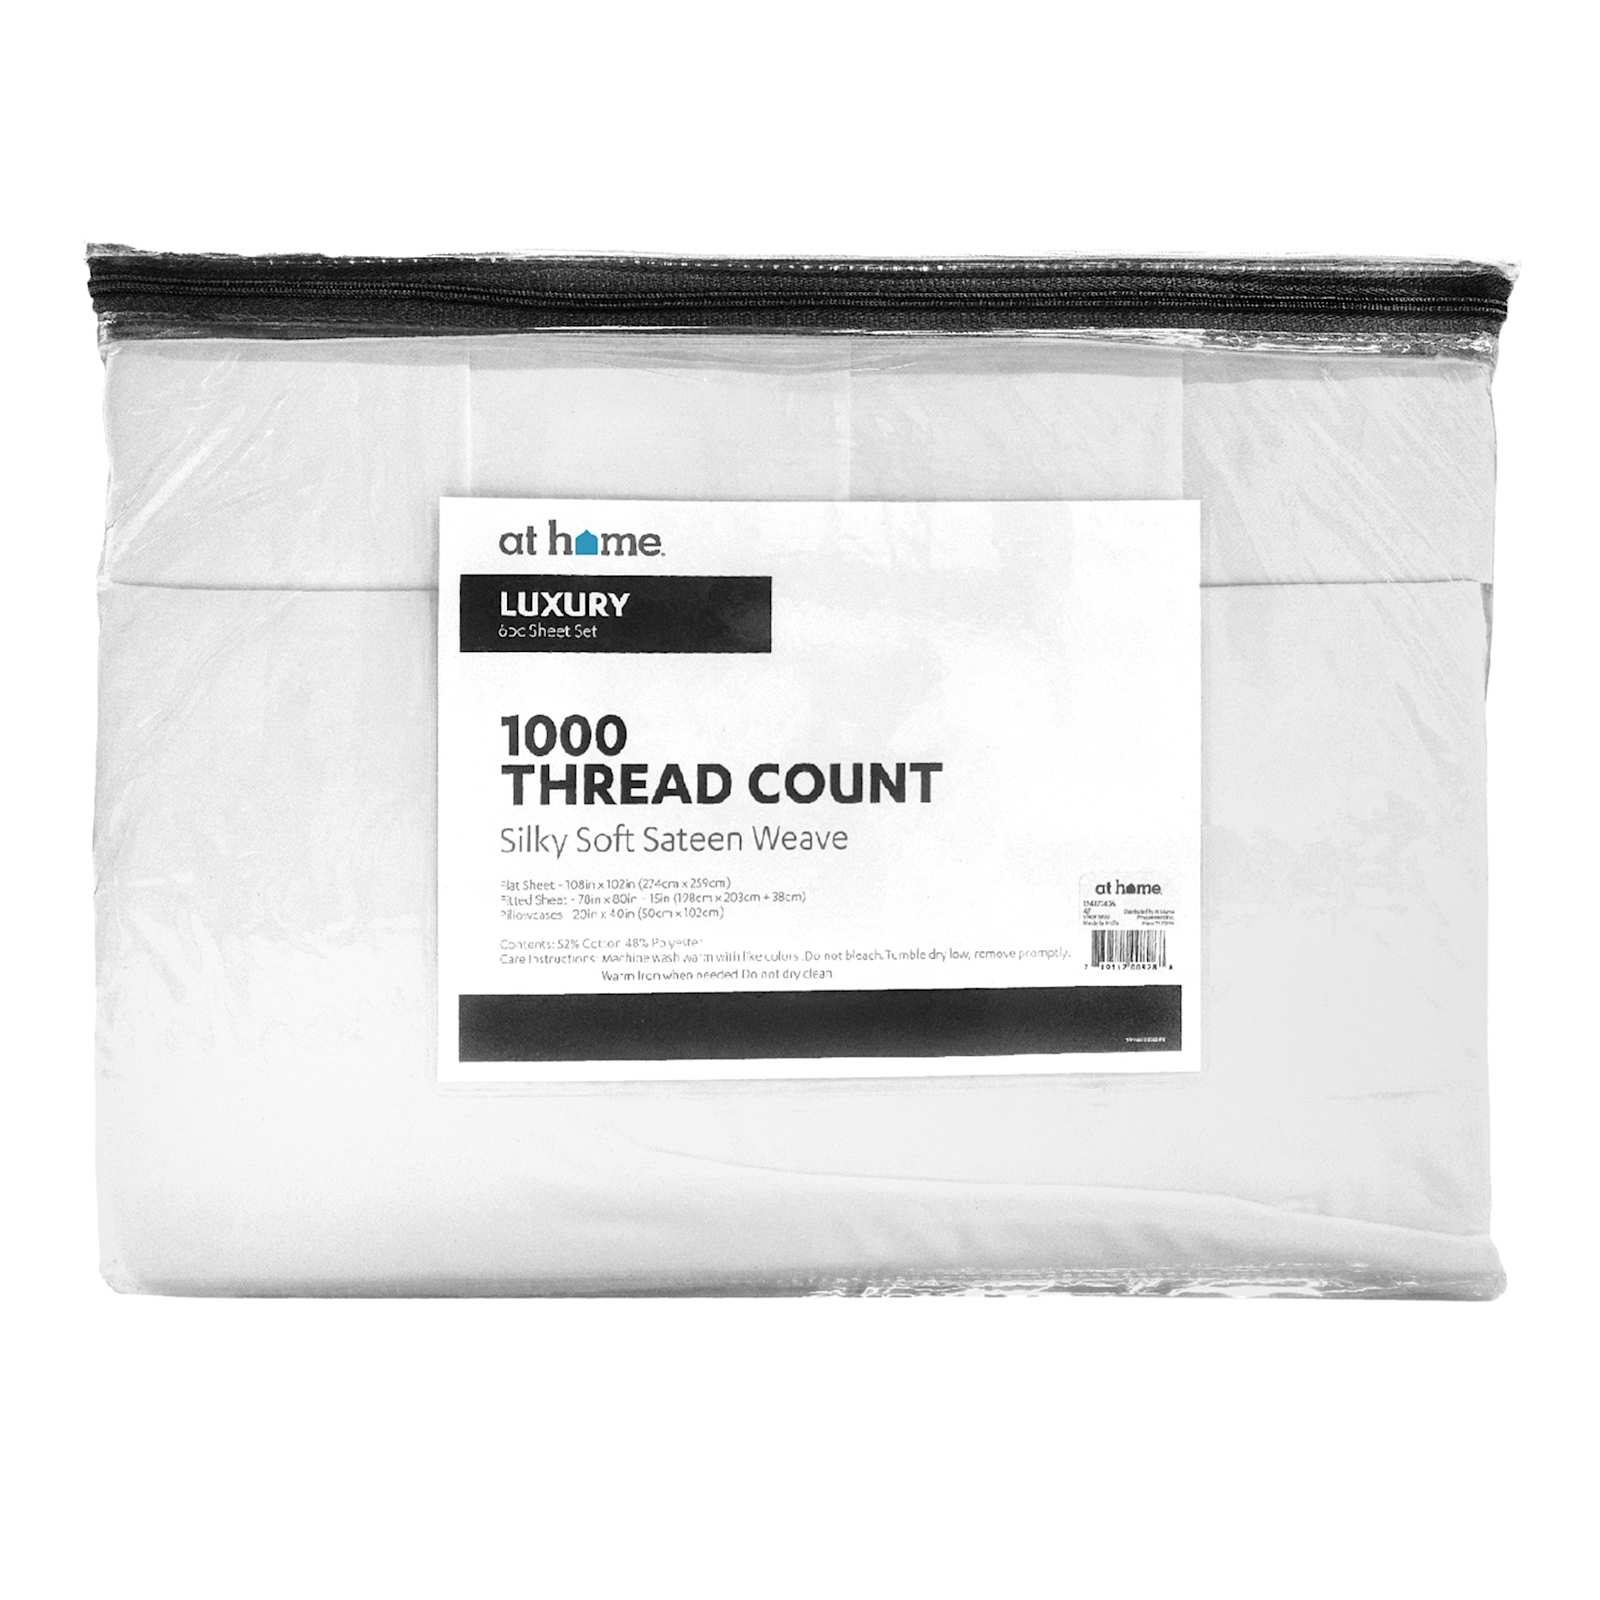 at home
LUXURY
6pc Sheet Set
1000
THREAD COUNT
Silky Soft Sateen Weave
Flat Sheet - 108in x 102in (274cm x 259cm)
Fitted Sheet - 78in x 80in - 15in (198cm x 203cm + 38cm)
Pillowcases - 20in x 40in (50cm x 102cm)
Contents: 52% Cotton 48% Polyester
Care Instructions: Machine wash warm with like colors. Do not bleach. Tumble dry low, remove promptly.
Warm Iron when needed. Do not dry clean.
at home